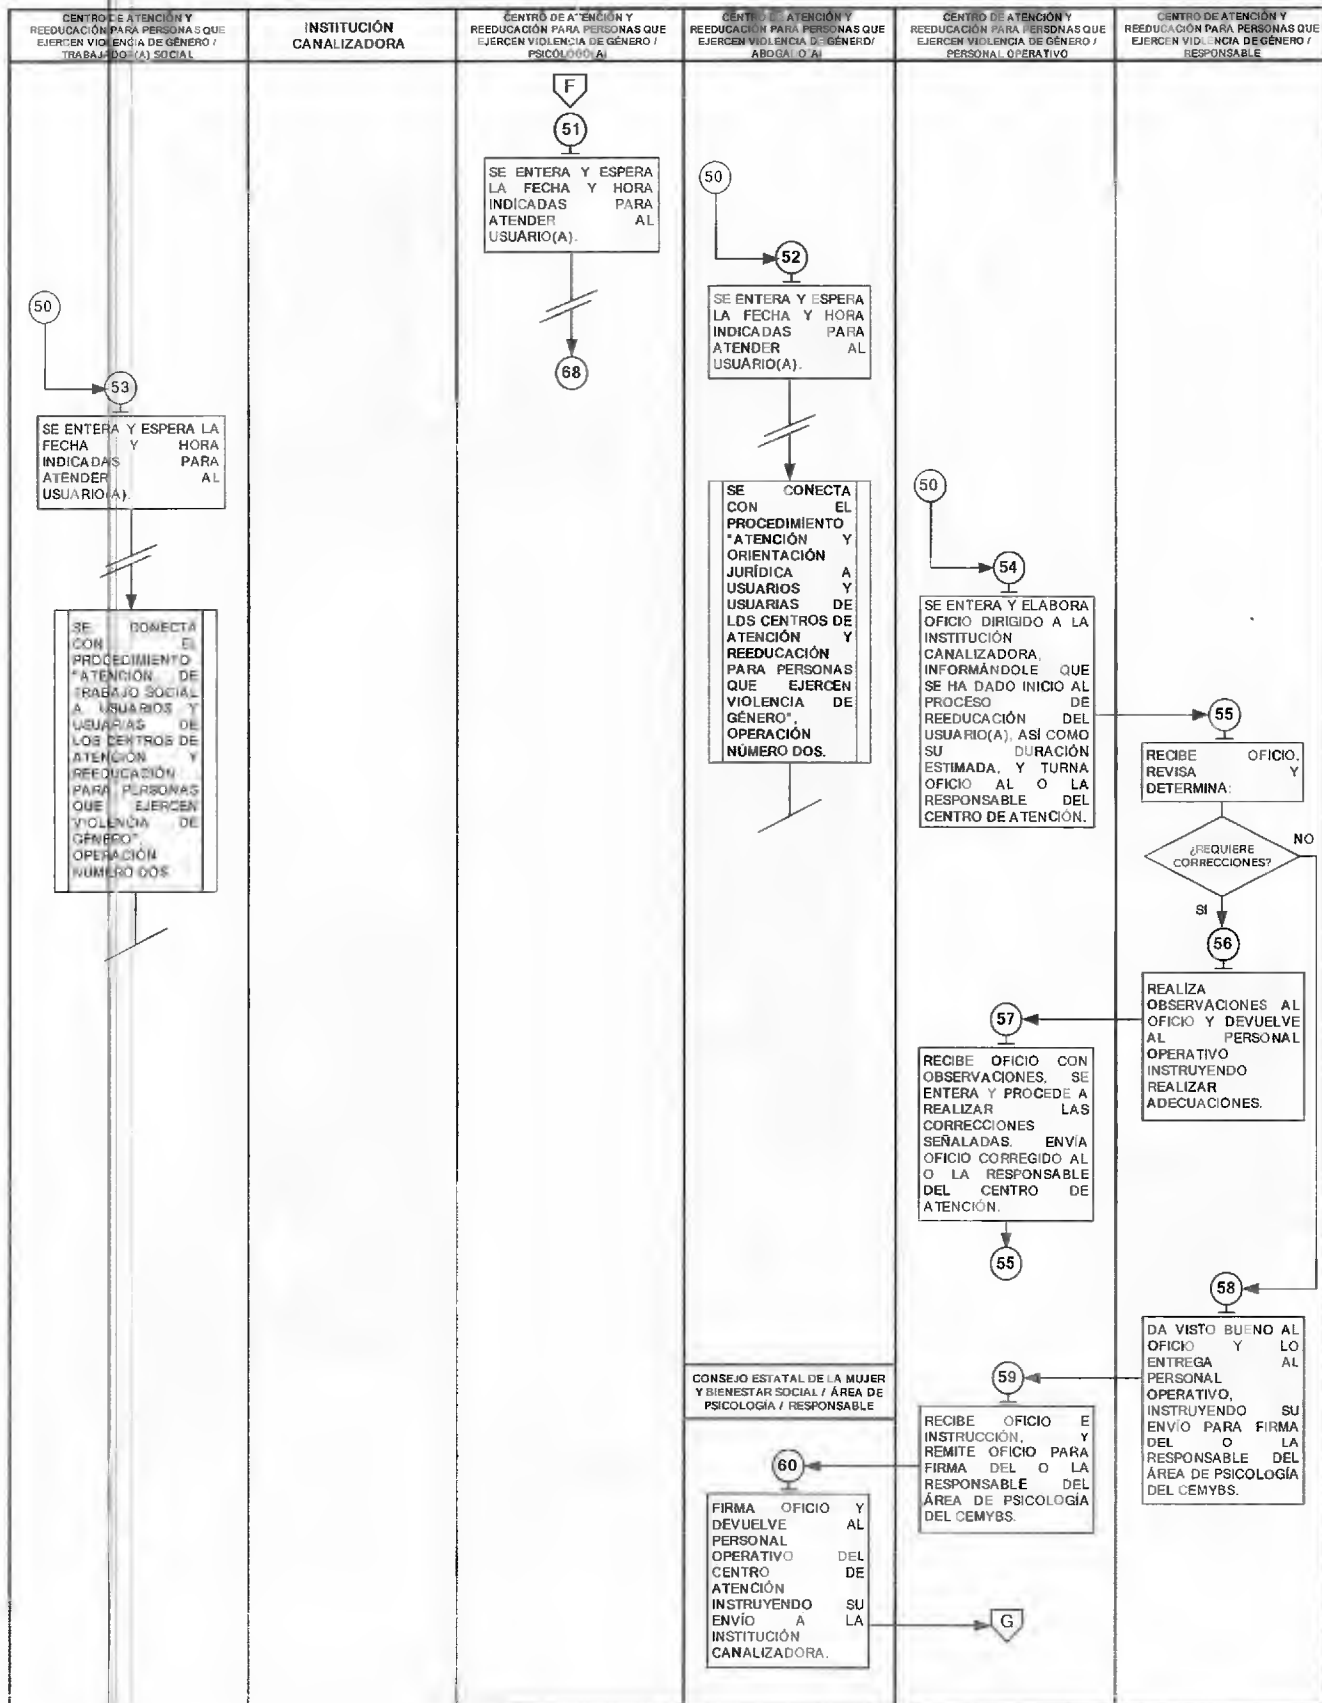 CENTRO DE ATENCIÓN Y
REEDUCACIÓN PARA PERSONAS QUE
EJERCEN VIOLENCIA DE GÉNERO /
TRABAJADOR(A) SOCIAL
INSTITUCIÓN
CANALIZADORA
CENTRO DE ATENCIÓN Y
REEDUCACIÓN PARA PERSONAS QUE
EJERCEN VIOLENCIA DE GÉNERO /
PSICÓLOGO(A)
CENTRO DE ATENCIÓN Y
REEDUCACIÓN PARA PERSONAS QUE
EJERCEN VIOLENCIA DE GÉNERO/
ABOGADO(A)
CENTRO DE ATENCIÓN Y
REEDUCACIÓN PARA PERSONAS QUE
EJERCEN VIOLENCIA DE GÉNERO /
PERSONAL OPERATIVO
CENTRO DE ATENCIÓN Y
REEDUCACIÓN PARA PERSONAS QUE
EJERCEN VIOLENCIA DE GÉNERO /
RESPONSABLE
F
51
SE ENTERA Y ESPERA
LA FECHA Y HORA
INDICADAS PARA
ATENDER AL
USUARIO(A).
68
50
52
SE ENTERA Y ESPERA
LA FECHA Y HORA
INDICADAS PARA
ATENDER AL
USUARIO(A).
SE CONECTA
CON EL
PROCEDIMIENTO
"ATENCIÓN Y
ORIENTACIÓN
JURÍDICA A
USUARIOS Y
USUARIAS DE
LOS CENTROS DE
ATENCIÓN Y
REEDUCACIÓN
PARA PERSONAS
QUE EJERCEN
VIOLENCIA DE
GÉNERO",
OPERACIÓN
NÚMERO DOS.
50
53
SE ENTERA Y ESPERA LA
FECHA Y HORA
INDICADAS PARA
ATENDER AL
USUARIO(A).
SE CONECTA
CON EL
PROCEDIMIENTO
"ATENCIÓN DE
TRABAJO SOCIAL
A USUARIOS Y
USUARIAS DE
LOS CENTROS DE
ATENCIÓN Y
REEDUCACIÓN
PARA PERSONAS
QUE EJERCEN
VIOLENCIA DE
GÉNERO",
OPERACIÓN
NÚMERO DOS
50
54
SE ENTERA Y ELABORA
OFICIO DIRIGIDO A LA
INSTITUCIÓN
CANALIZADORA,
INFORMÁNDOLE QUE
SE HA DADO INICIO AL
PROCESO DE
REEDUCACIÓN DEL
USUARIO(A), ASÍ COMO
SU DURACIÓN
ESTIMADA, Y TURNA
OFICIO AL O LA
RESPONSABLE DEL
CENTRO DE ATENCIÓN.
55
RECIBE OFICIO,
REVISA Y
DETERMINA:
¿REQUIERE
CORRECCIONES?
NO
SI
56
REALIZA
OBSERVACIONES AL
OFICIO Y DEVUELVE
AL PERSONAL
OPERATIVO
INSTRUYENDO
REALIZAR
ADECUACIONES.
57
RECIBE OFICIO CON
OBSERVACIONES, SE
ENTERA Y PROCEDE A
REALIZAR LAS
CORRECCIONES
SEÑALADAS. ENVÍA
OFICIO CORREGIDO AL
O LA RESPONSABLE
DEL CENTRO DE
ATENCIÓN.
55
58
DA VISTO BUENO AL
OFICIO Y LO
ENTREGA AL
PERSONAL
OPERATIVO,
INSTRUYENDO SU
ENVÍO PARA FIRMA
DEL O LA
RESPONSABLE DEL
ÁREA DE PSICOLOGÍA
DEL CEMYBS.
59
RECIBE OFICIO E
INSTRUCCIÓN, Y
REMITE OFICIO PARA
FIRMA DEL O LA
RESPONSABLE DEL
ÁREA DE PSICOLOGÍA
DEL CEMYBS.
CONSEJO ESTATAL DE LA MUJER
Y BIENESTAR SOCIAL / ÁREA DE
PSICOLOGÍA / RESPONSABLE
60
FIRMA OFICIO Y
DEVUELVE AL
PERSONAL
OPERATIVO DEL
CENTRO DE
ATENCIÓN
INSTRUYENDO SU
ENVÍO A LA
INSTITUCIÓN
CANALIZADORA.
G